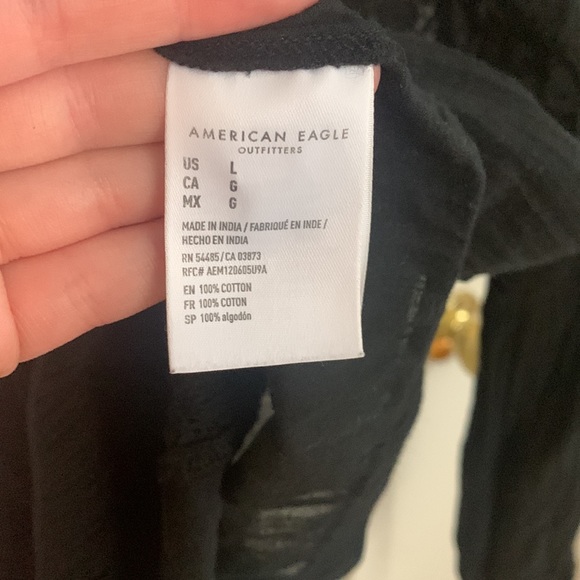 AMERICAN EAGLE
OUTFITTERS
US L
CA G
MX G
MADE IN INDIA / FABRIQUÉ EN INDE /
HECHO EN INDIA
RN 54485 / CA 03873
RFC# AEM120605U9A
EN 100% COTTON
FR 100% COTON
SP 100% algodón